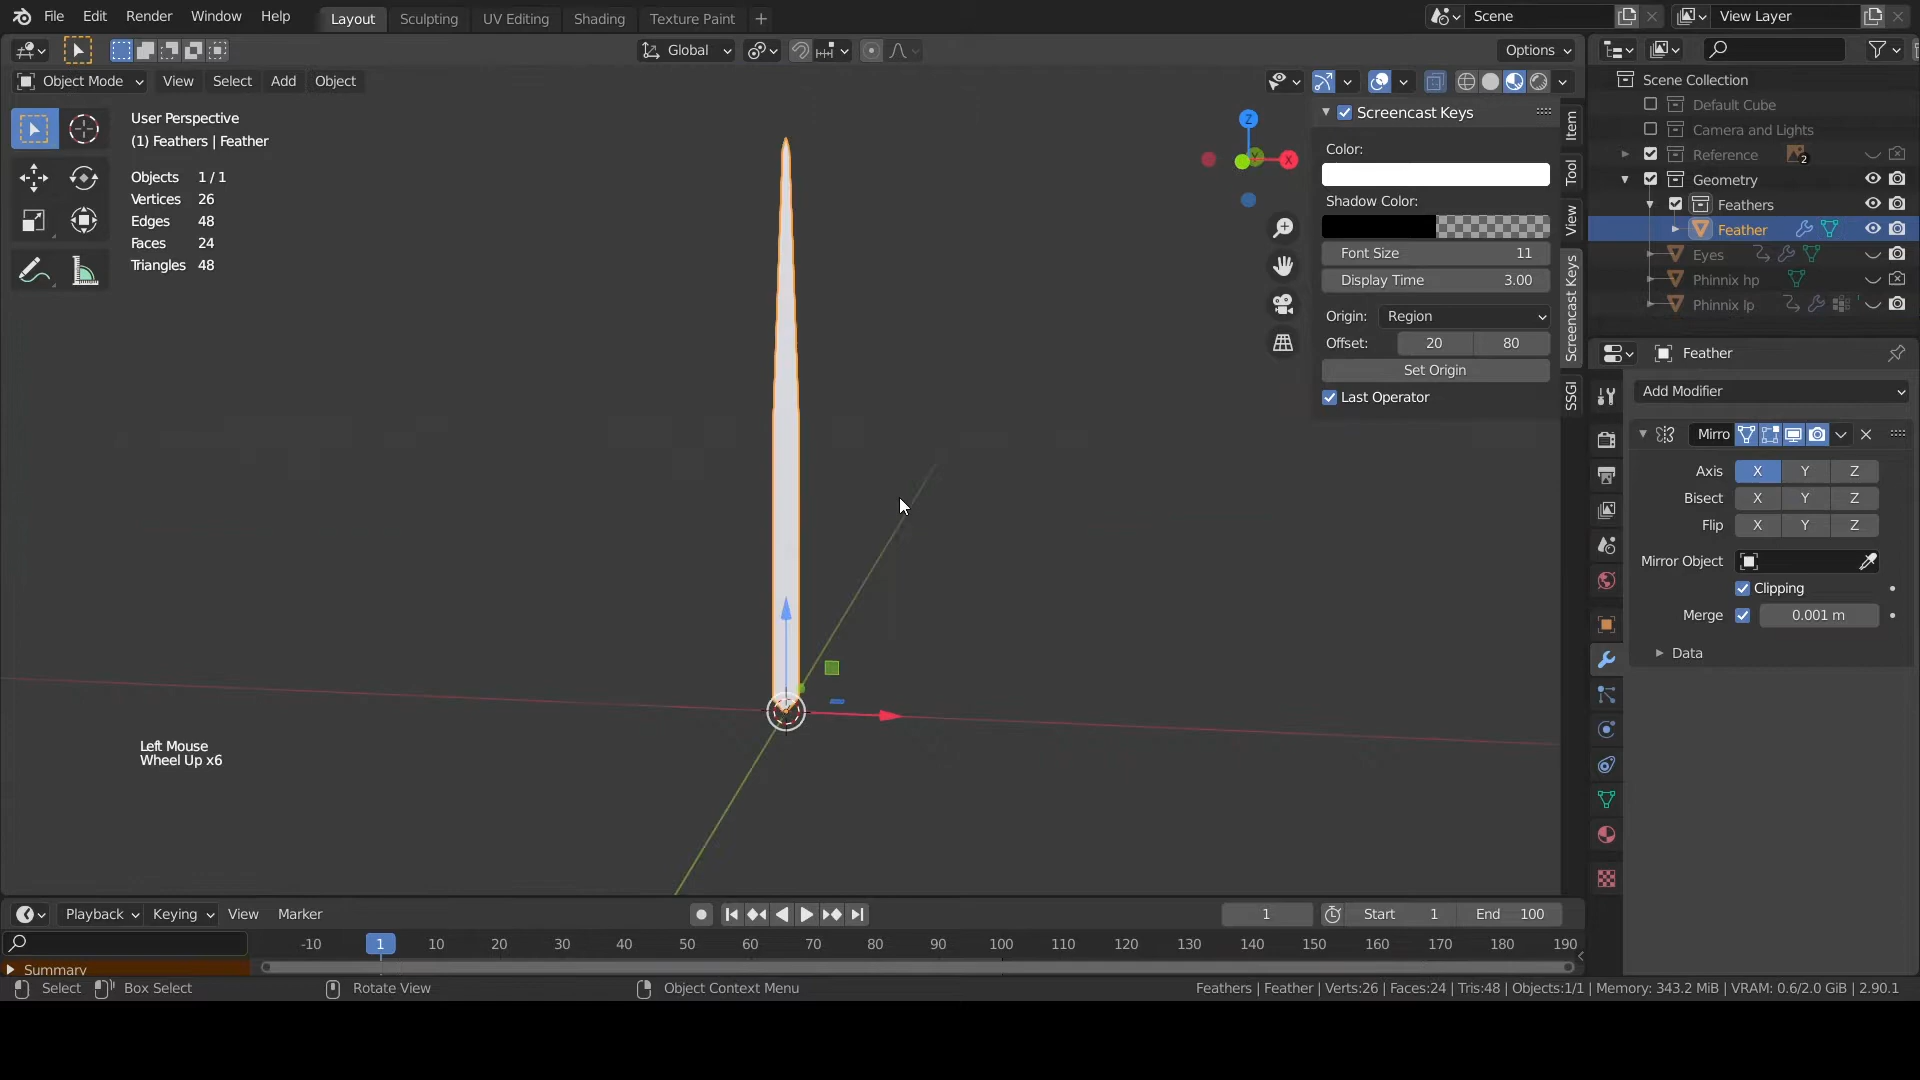 File Edit Render Window Help Layout Sculpting UV Editing Shading Texture Paint + Scene View Layer
Global Options
Object Mode View Select Add Object
User Perspective
(1) Feathers | Feather
Objects 1 / 1
Vertices 26
Edges 48
Faces 24
Triangles 48
Z
X
Y
Left Mouse
Wheel Up x6
Screencast Keys
Color:
Shadow Color:
Font Size 11
Display Time 3.00
Origin: Region
Offset: 20 80
Set Origin
Last Operator
Item
Tool
View
Screencast Keys
SSGI
Scene Collection
Default Cube
Camera and Lights
Reference 2
Geometry
Feathers
Feather
Eyes
Phinnix hp
Phinnix lp
Feather
Add Modifier
Mirro
Axis X Y Z
Bisect X Y Z
Flip X Y Z
Mirror Object
Clipping
Merge 0.001 m
Data
Playback Keying View Marker 1 Start 1 End 100
-10 1 10 20 30 40 50 60 70 80 90 100 110 120 130 140 150 160 170 180 190
Summary
Select Box Select Rotate View Object Context Menu Feathers | Feather | Verts:26 | Faces:24 | Tris:48 | Objects:1/1 | Memory: 343.2 MiB | VRAM: 0.6/2.0 GiB | 2.90.1